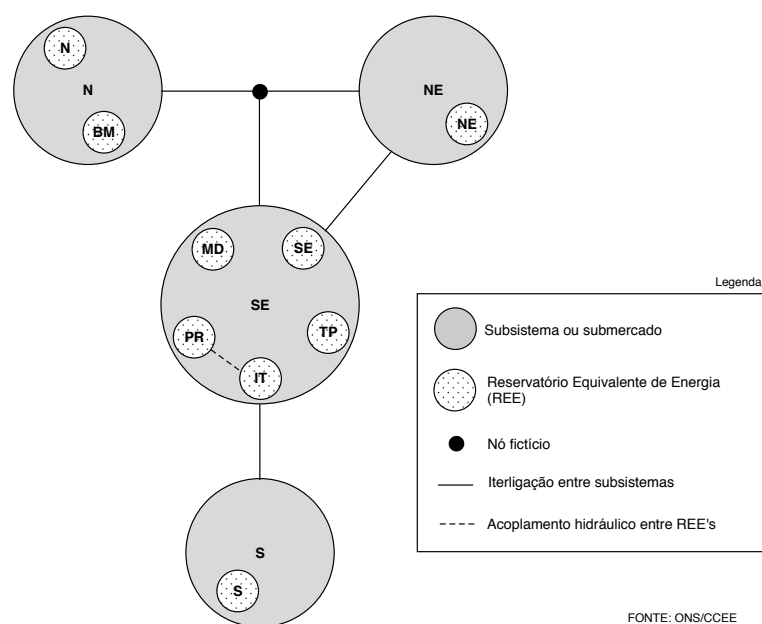 N
N
BM
NE
NE
MD
SE
SE
PR
TP
IT
S
S
Legenda
Subsistema ou submercado
Reservatório Equivalente de Energia
(REE)
Nó fictício
Iterligação entre subsistemas
Acoplamento hidráulico entre REE's
FONTE: ONS/CCEE